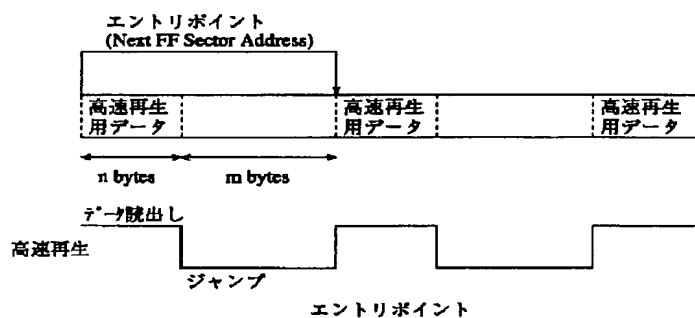 エントリポイント
(Next FF Sector Address)
高速再生 高速再生 高速再生
用データ 用データ 用データ
n bytes m bytes
データ読出し
高速再生
ジャンプ
エントリポイント